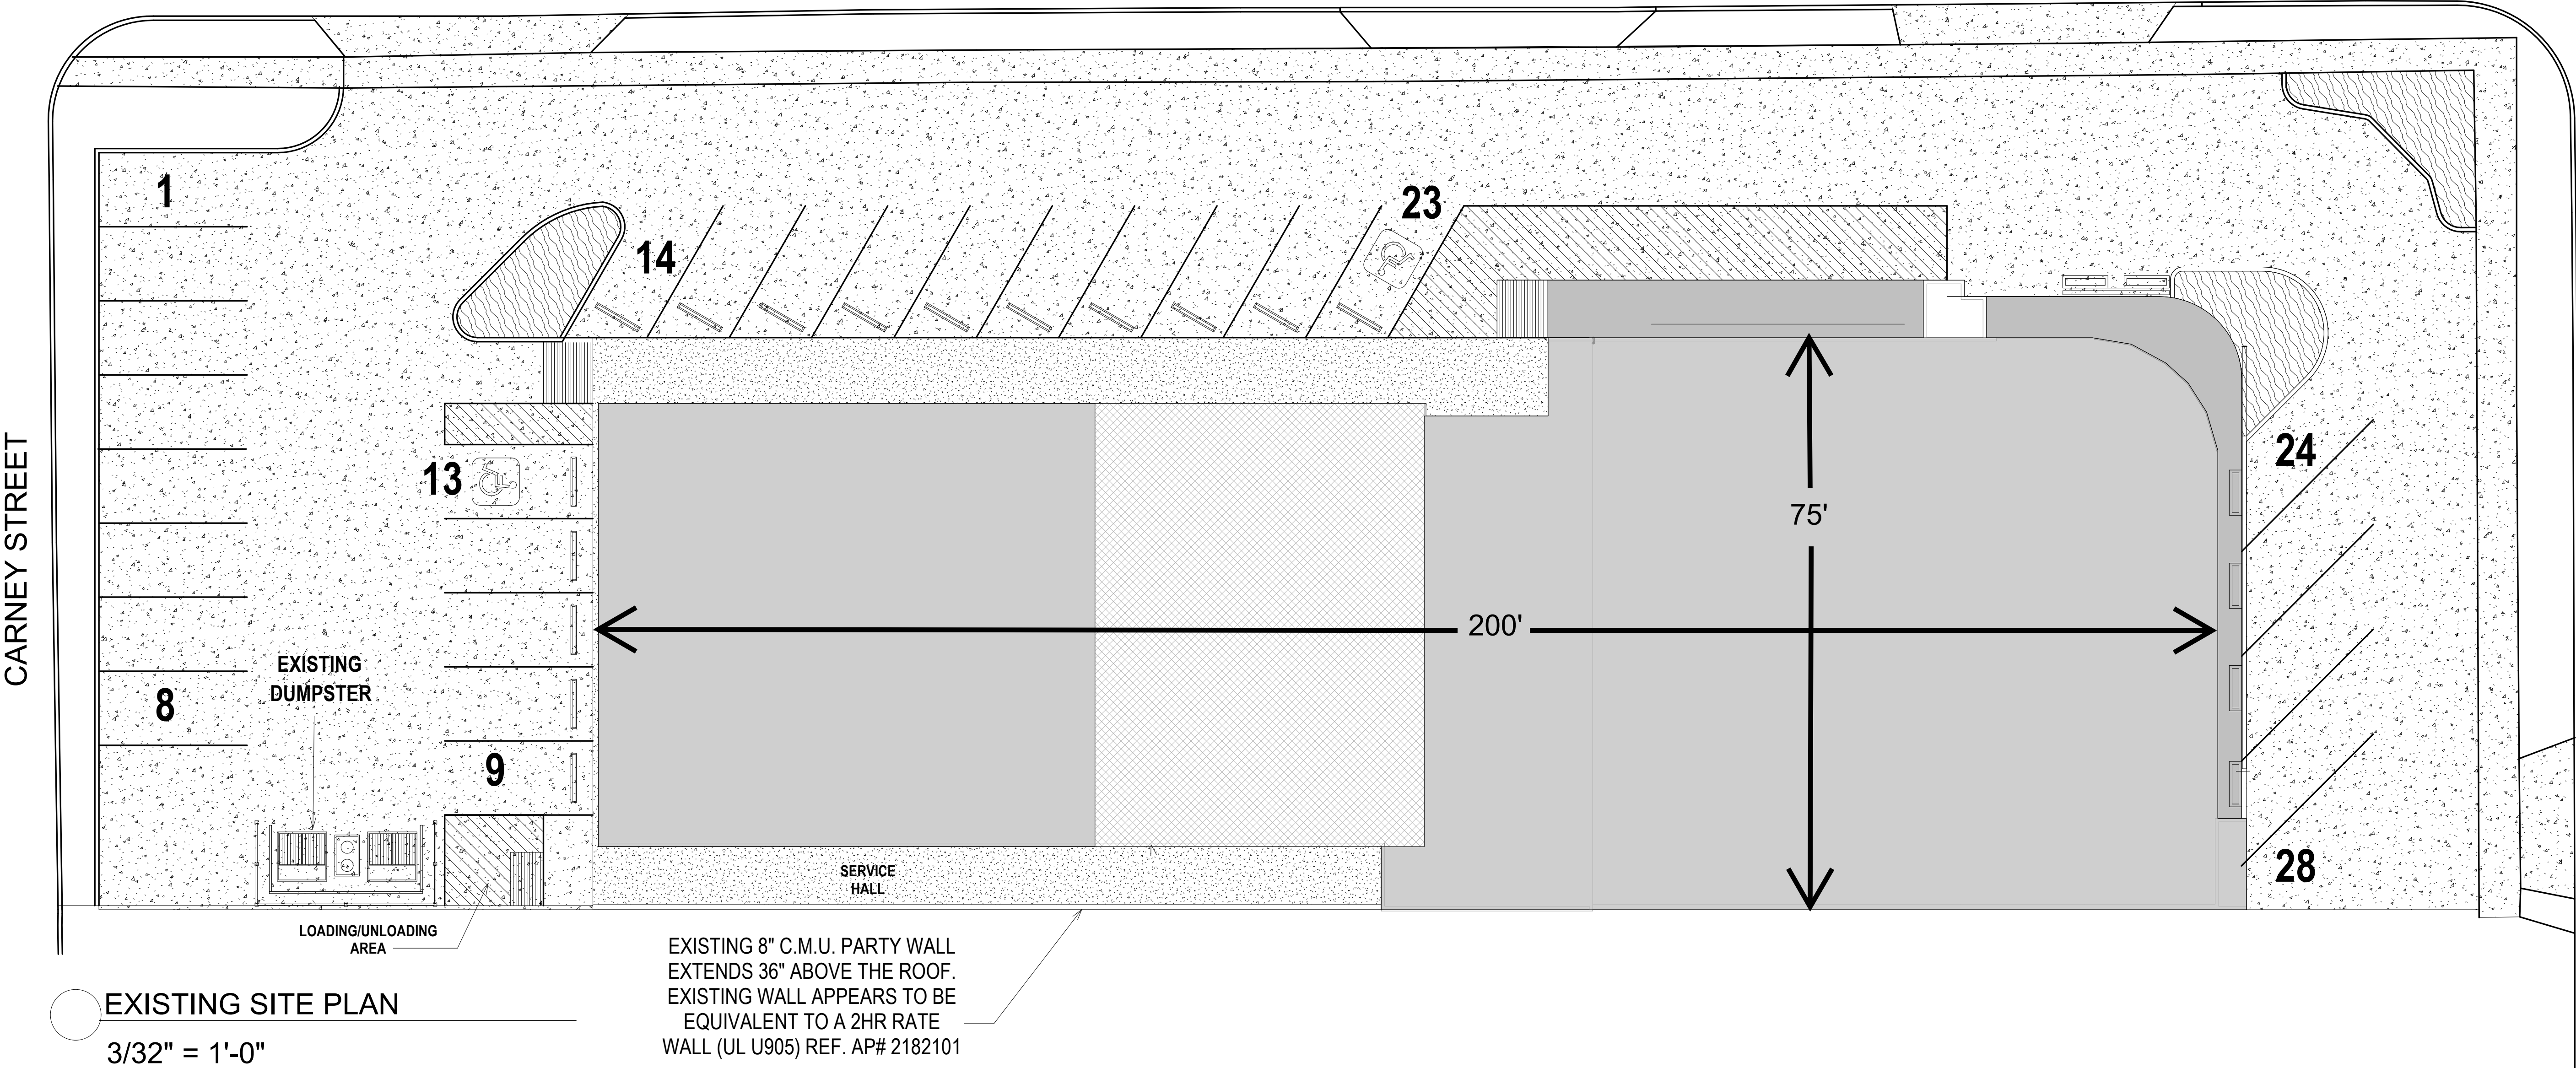 23
1
14
24
CARNEY STREET
13
75'
200'
EXISTING
DUMPSTER
8
9
28
SERVICE
HALL
LOADING/UNLOADING
AREA
EXISTING 8" C.M.U. PARTY WALL
EXTENDS 36" ABOVE THE ROOF.
EXISTING WALL APPEARS TO BE
EQUIVALENT TO A 2HR RATE
WALL (UL U905) REF. AP# 2182101
EXISTING SITE PLAN
3/32" = 1'-0"